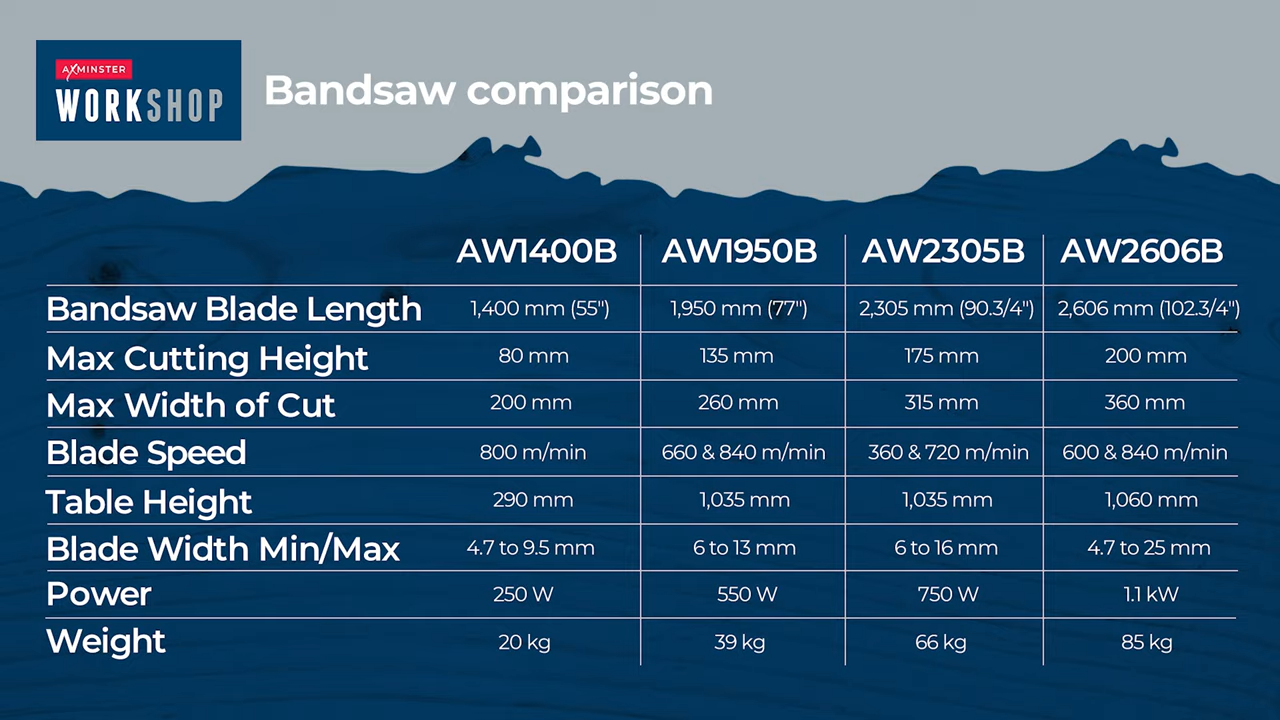 AXMINSTER
WORKSHOP
Bandsaw comparison
AW1400B AW1950B AW2305B AW2606B
Bandsaw Blade Length 1,400 mm (55") 1,950 mm (77") 2,305 mm (90.3/4") 2,606 mm (102.3/4")
Max Cutting Height 80 mm 135 mm 175 mm 200 mm
Max Width of Cut 200 mm 260 mm 315 mm 360 mm
Blade Speed 800 m/min 660 & 840 m/min 360 & 720 m/min 600 & 840 m/min
Table Height 290 mm 1,035 mm 1,035 mm 1,060 mm
Blade Width Min/Max 4.7 to 9.5 mm 6 to 13 mm 6 to 16 mm 4.7 to 25 mm
Power 250 W 550 W 750 W 1.1 kW
Weight 20 kg 39 kg 66 kg 85 kg